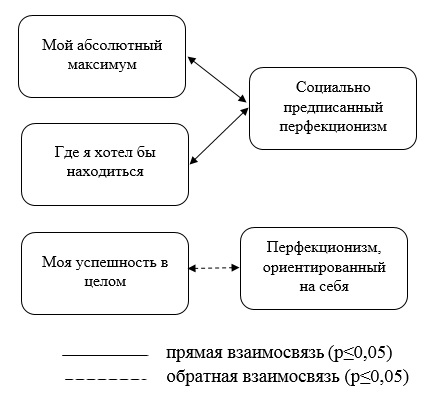 Мой абсолютный
максимум
Социально
предписанный
перфекционизм
Где я хотел бы
находиться
Моя успешность в
целом
Перфекционизм,
ориентированный
на себя
прямая взаимосвязь (p≤0,05)
обратная взаимосвязь (p≤0,05)